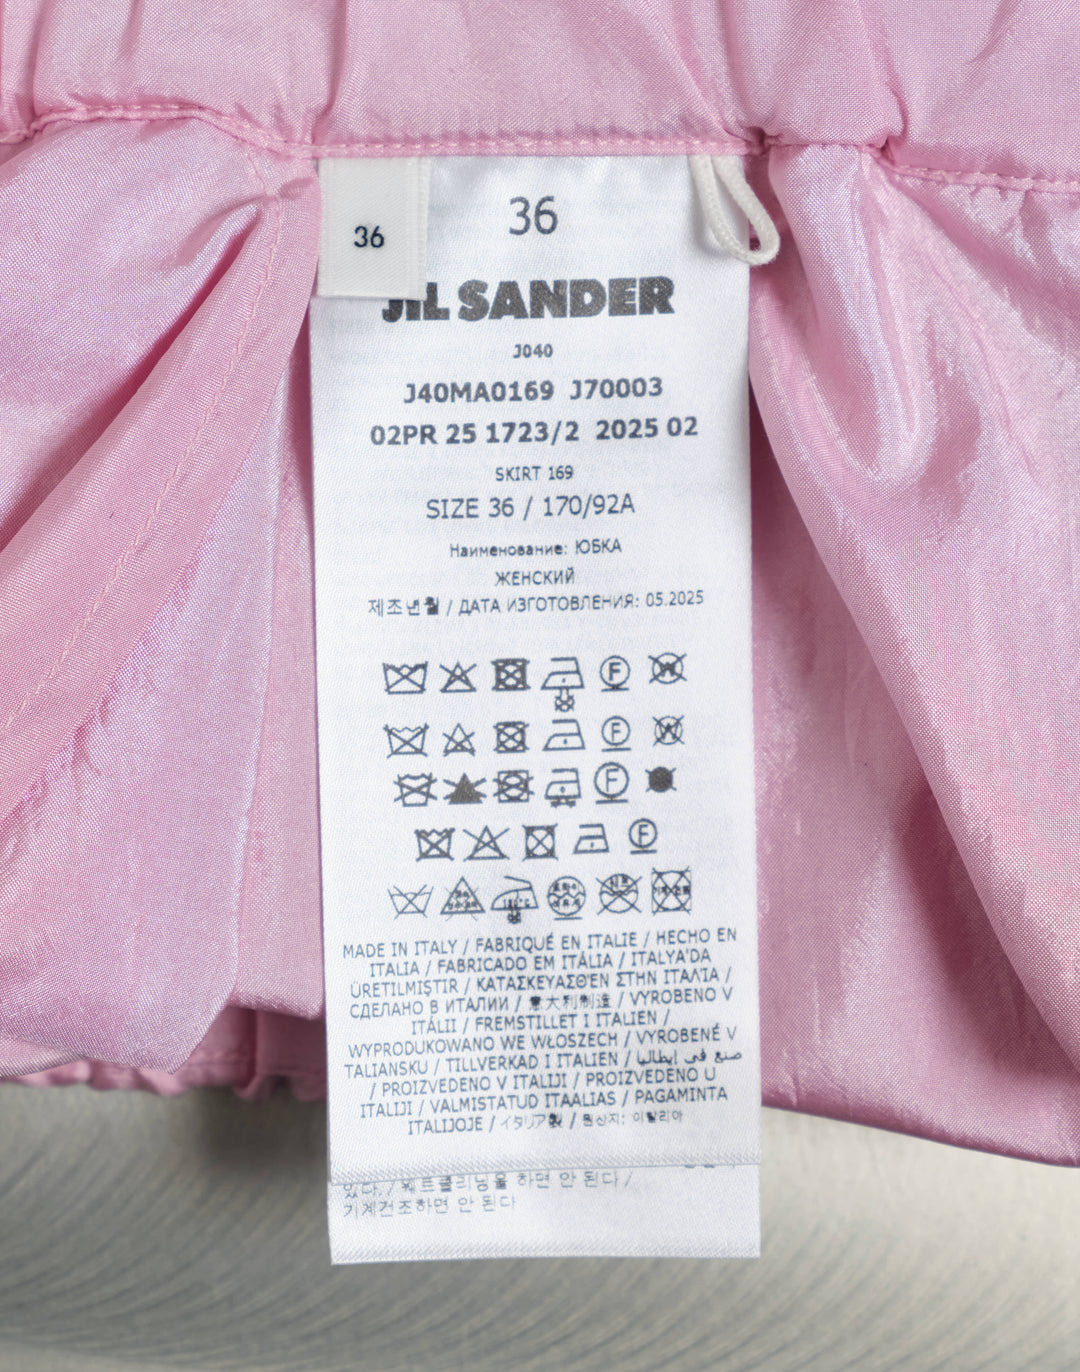 36
36
JIL SANDER
J040
J40MA0169 J70003
02PR 25 1723/2 2025 02
SKIRT 169
SIZE 36 / 170/92A
Наименование: ЮБКА
ЖЕНСКИЙ
제조년월 / ДАТА ИЗГОТОВЛЕНИЯ: 05.2025
F W
F W
F
F
MADE IN ITALY / FABRIQUÉ EN ITALIE / HECHO EN
ITALIA / FABRICADO EM ITÁLIA / ITALYA'DA
ÜRETILMIŞTIR / ΚΑΤΑΣΚΕΥΑΣΘ'ΕΝ ΣΤΗΝ ΙΤΑΛ'ΙΑ /
СДЕЛАНО В ИТАЛИИ / 意大利制造 / VYROBENO V
ITÁLII / FREMSTILLET I ITALIEN /
WYPRODUKOWANO WE WŁOSZECH / VYROBENÉ V
TALIANSKU / TILLVERKAD I ITALIEN / صنع في إيطاليا
/ PROIZVEDENO V ITALIJI / PROIZVEDENO U
ITALIJI / VALMISTATUD ITAALIAS / PAGAMINTA
ITALIJOJE / イタリア製 / 원산지: 이탈리아
있다. / 웨트클리닝을 하면 안 된다 /
기계건조하면 안 된다